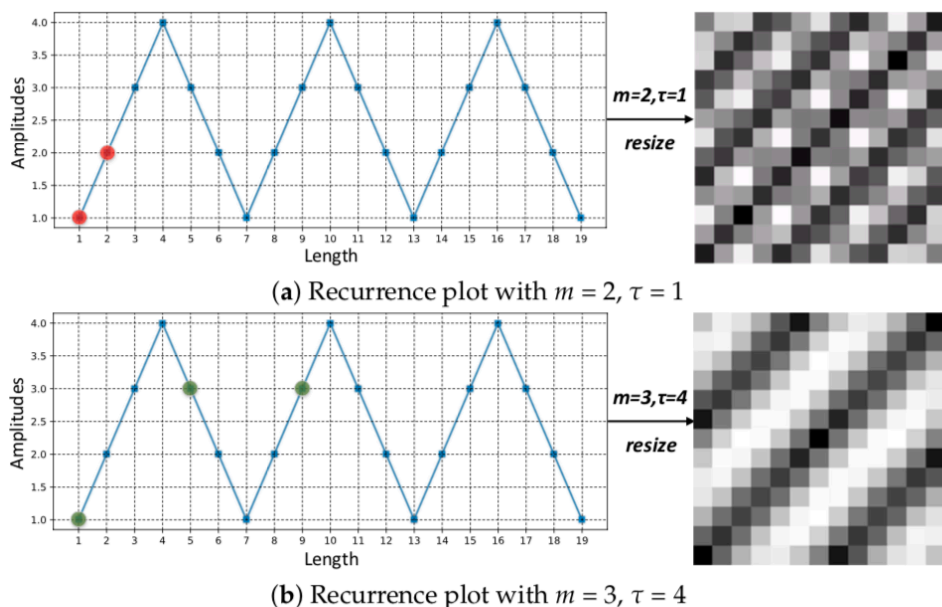 Amplitudes
4.0
3.5
3.0
2.5
2.0
1.5
1.0
1 2 3 4 5 6 7 8 9 10 11 12 13 14 15 16 17 18 19
Length
m=2,τ=1
resize
(a) Recurrence plot with m = 2, τ = 1
Amplitudes
4.0
3.5
3.0
2.5
2.0
1.5
1.0
1 2 3 4 5 6 7 8 9 10 11 12 13 14 15 16 17 18 19
Length
m=3,τ=4
resize
(b) Recurrence plot with m = 3, τ = 4